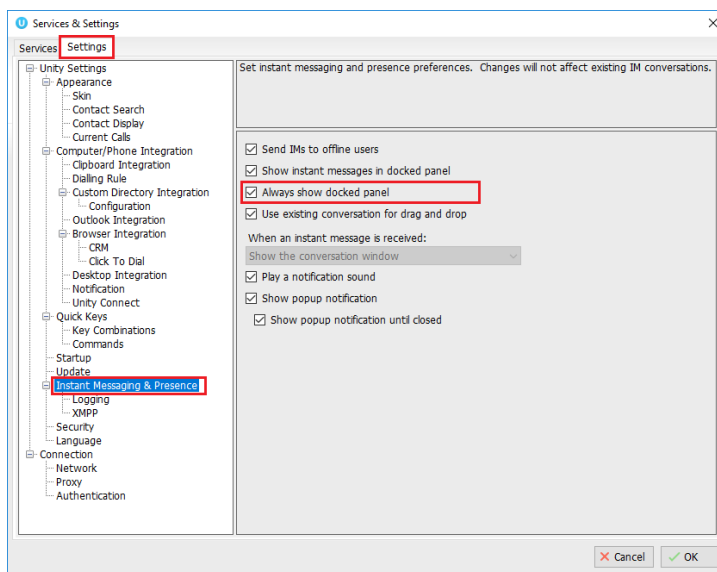 Services & Settings
Services Settings
Unity Settings
Appearance
Skin
Contact Search
Contact Display
Current Calls
Computer/Phone Integration
Clipboard Integration
Dialling Rule
Custom Directory Integration
Configuration
Outlook Integration
Browser Integration
CRM
Click To Dial
Desktop Integration
Notification
Unity Connect
Quick Keys
Key Combinations
Commands
Startup
Update
Instant Messaging & Presence
Logging
XMPP
Security
Language
Connection
Network
Proxy
Authentication
Set instant messaging and presence preferences. Changes will not affect existing IM conversations.
Send IMs to offline users
Show instant messages in docked panel
Always show docked panel
Use existing conversation for drag and drop
When an instant message is received:
Show the conversation window
Play a notification sound
Show popup notification
Show popup notification until closed
Cancel
OK